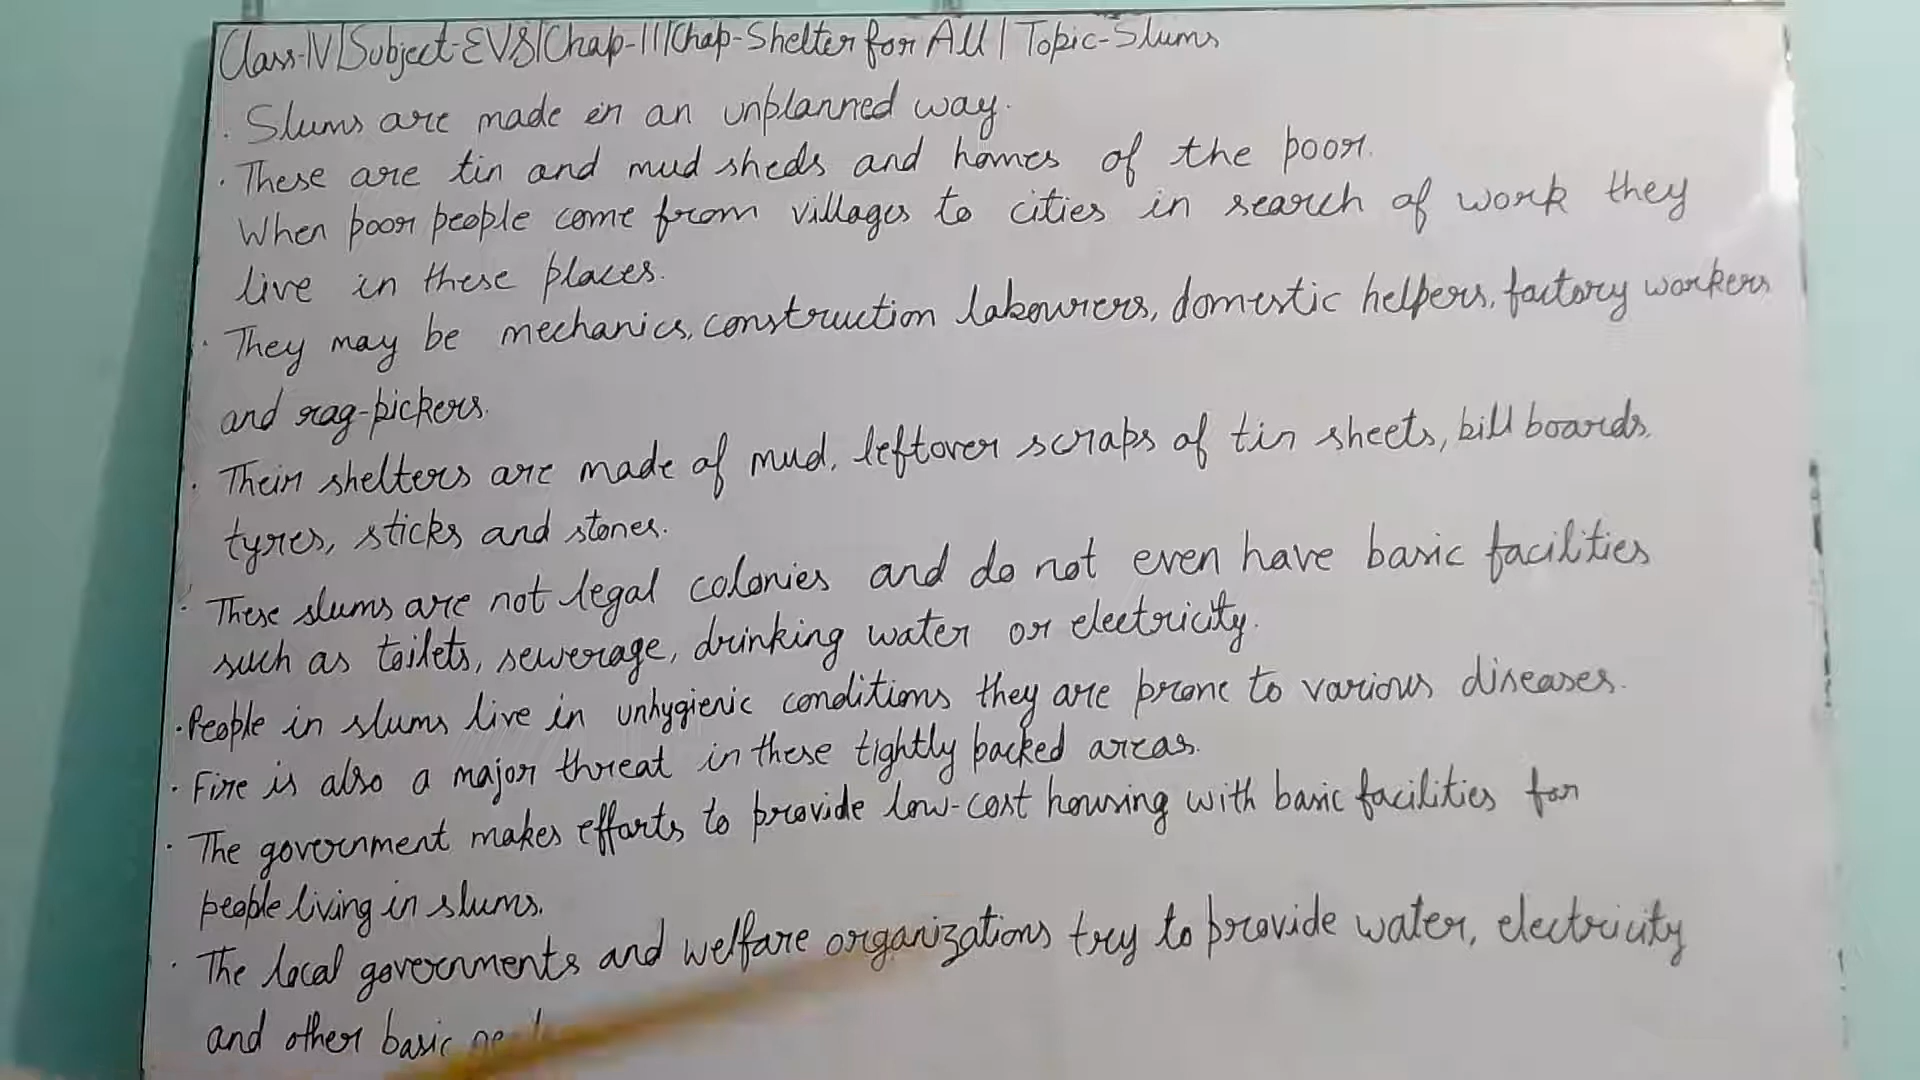 Class-IV|Subject-EVS|Chap-11|Chap-Shelter for All | Topic-Slums
. Slums are made in an unplanned way.
. These are tin and mud sheds and homes of the poor.
When poor people come from villages to cities in search of work they
live in these places.
. They may be mechanics, construction labourers, domestic helpers, factory workers
and rag-pickers.
. Their shelters are made of mud, leftover scraps of tin sheets, bill boards,
tyres, sticks and stones.
. These slums are not legal colonies and do not even have basic facilities
such as toilets, sewerage, drinking water or electricity.
. People in slums live in unhygienic conditions they are prone to various diseases.
. Fire is also a major threat in these tightly backed areas.
. The government makes efforts to provide low-cost housing with basic facilities for
people living in slums.
. The local governments and welfare organizations try to provide water, electricity
and other basic